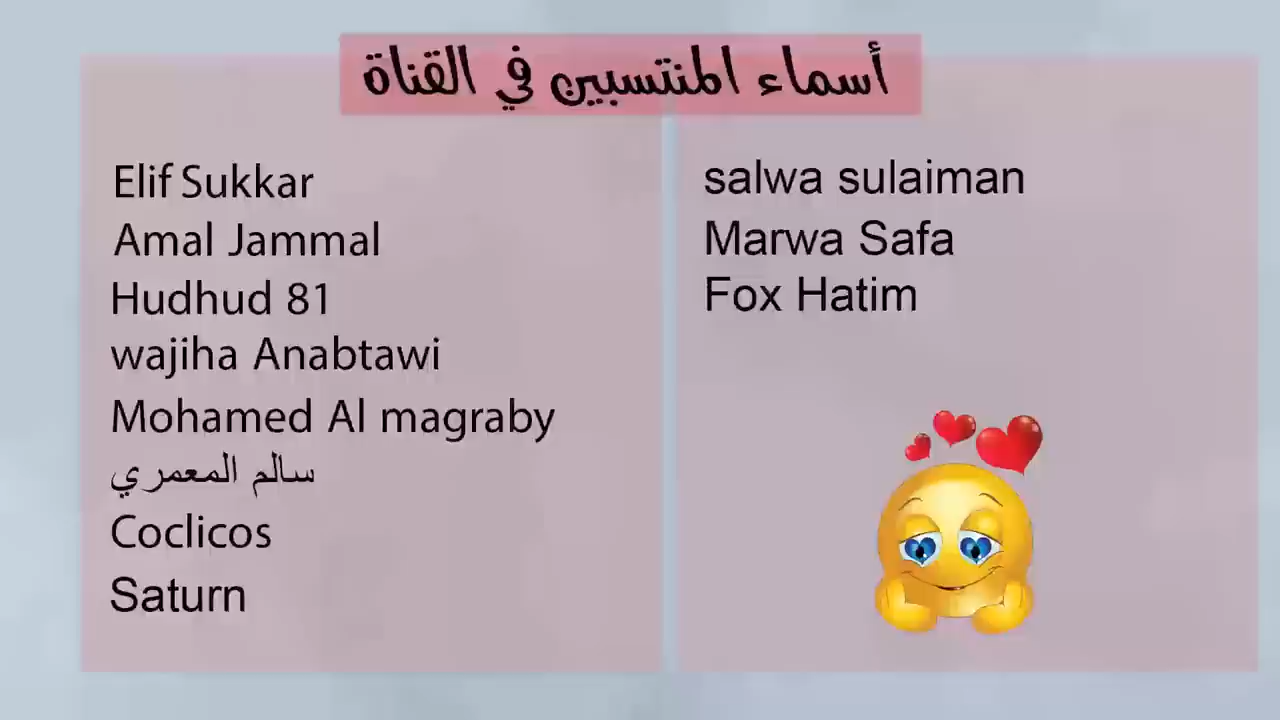 أسماء المنتسبين في القناة
Elif Sukkar
Amal Jammal
Hudhud 81
wajiha Anabtawi
Mohamed Al magraby
سالم المعمري
Coclicos
Saturn
salwa sulaiman
Marwa Safa
Fox Hatim